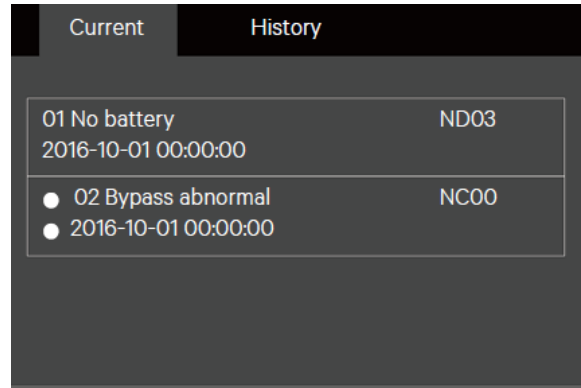 Current History
01 No battery ND03
2016-10-01 00:00:00
02 Bypass abnormal NC00
2016-10-01 00:00:00